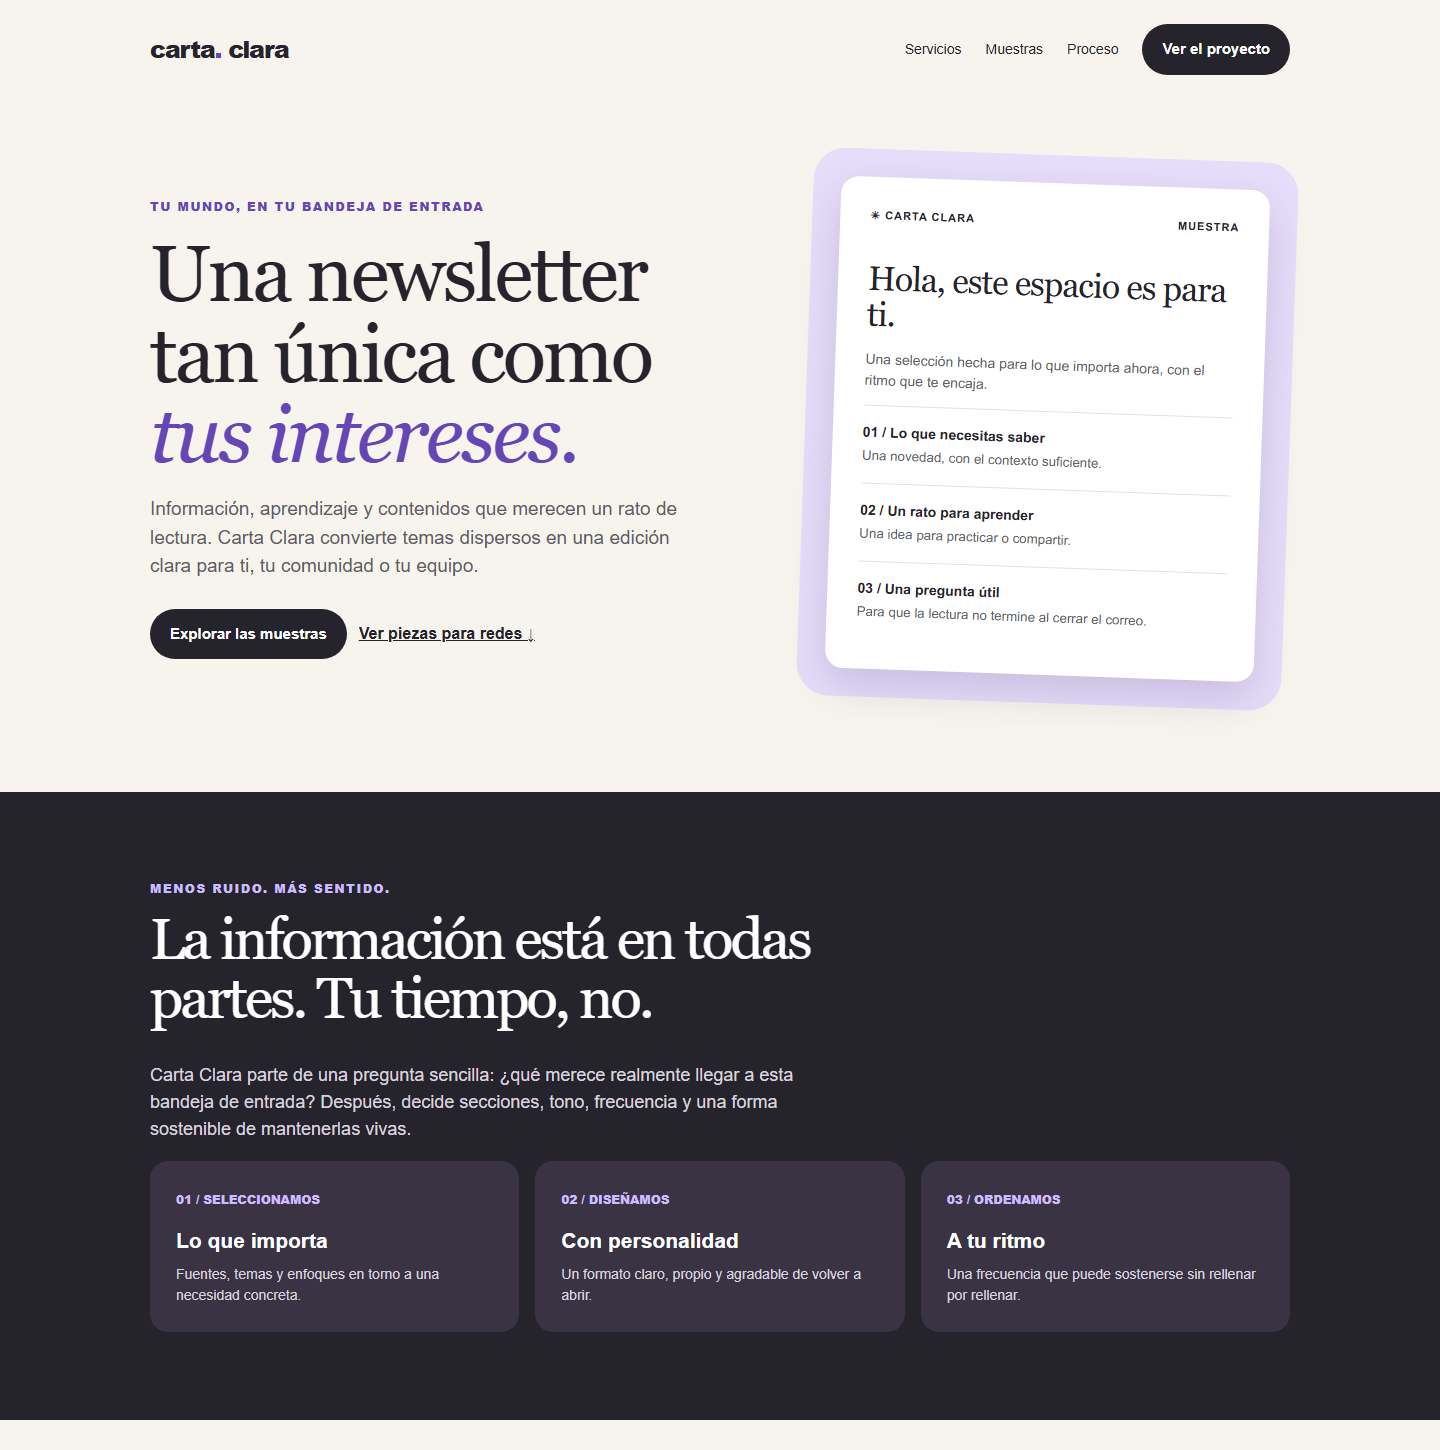 carta. clara
Servicios
Muestras
Proceso
Ver el proyecto
TU MUNDO, EN TU BANDEJA DE ENTRADA
Una newsletter
tan única como
tus intereses.
Información, aprendizaje y contenidos que merecen un rato de
lectura. Carta Clara convierte temas dispersos en una edición
clara para ti, tu comunidad o tu equipo.
Explorar las muestras
Ver piezas para redes ↓
✳ CARTA CLARA
MUESTRA
Hola, este espacio es para
ti.
Una selección hecha para lo que importa ahora, con el
ritmo que te encaja.
01 / Lo que necesitas saber
Una novedad, con el contexto suficiente.
02 / Un rato para aprender
Una idea para practicar o compartir.
03 / Una pregunta útil
Para que la lectura no termine al cerrar el correo.
MENOS RUIDO. MÁS SENTIDO.
La información está en todas
partes. Tu tiempo, no.
Carta Clara parte de una pregunta sencilla: ¿qué merece realmente llegar a esta
bandeja de entrada? Después, decide secciones, tono, frecuencia y una forma
sostenible de mantenerlas vivas.
01 / SELECCIONAMOS
Lo que importa
Fuentes, temas y enfoques en torno a una
necesidad concreta.
02 / DISEÑAMOS
Con personalidad
Un formato claro, propio y agradable de volver a
abrir.
03 / ORDENAMOS
A tu ritmo
Una frecuencia que puede sostenerse sin rellenar
por rellenar.